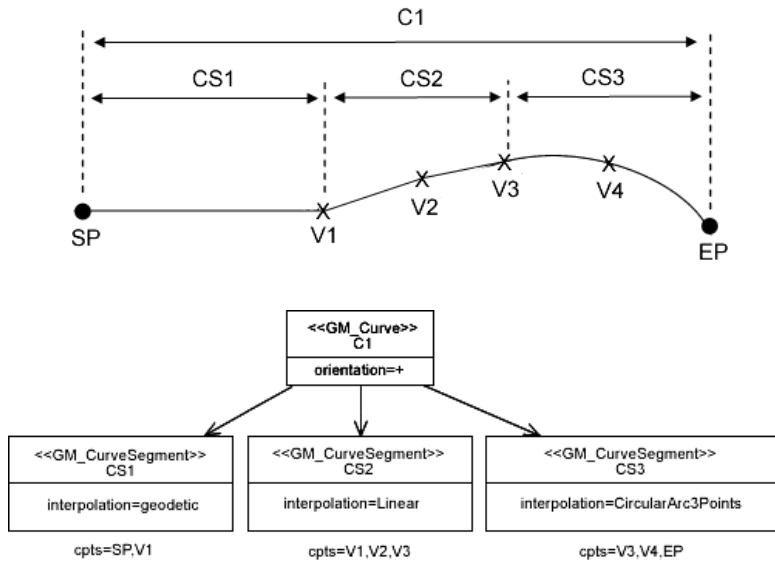 C1
CS1 CS2 CS3
SP V1 V2 V3 V4 EP
<<GM_Curve>>
C1
orientation=+
<<GM_CurveSegment>>
CS1
interpolation=geodetic
cpts=SP,V1
<<GM_CurveSegment>>
CS2
interpolation=Linear
cpts=V1,V2,V3
<<GM_CurveSegment>>
CS3
interpolation=CircularArc3Points
cpts=V3,V4,EP